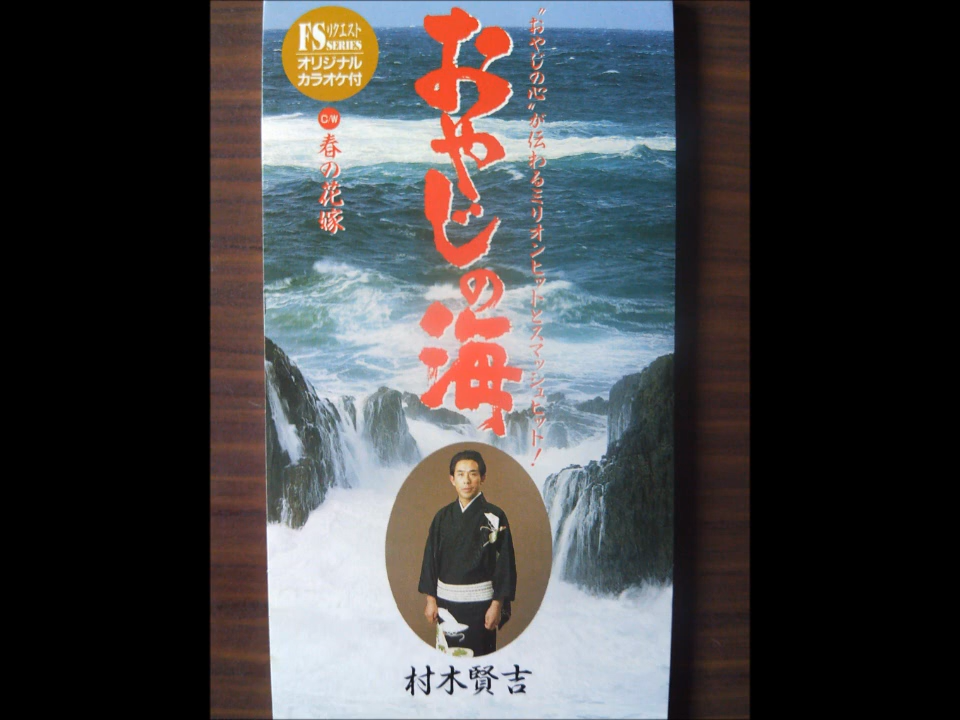 "おやじの心"が伝わるミリオンヒットとスマッシュヒット!
おやじの海
FSリクエスト
SERIES
オリジナル
カラオケ付
C/W
春の花嫁
村木賢吉